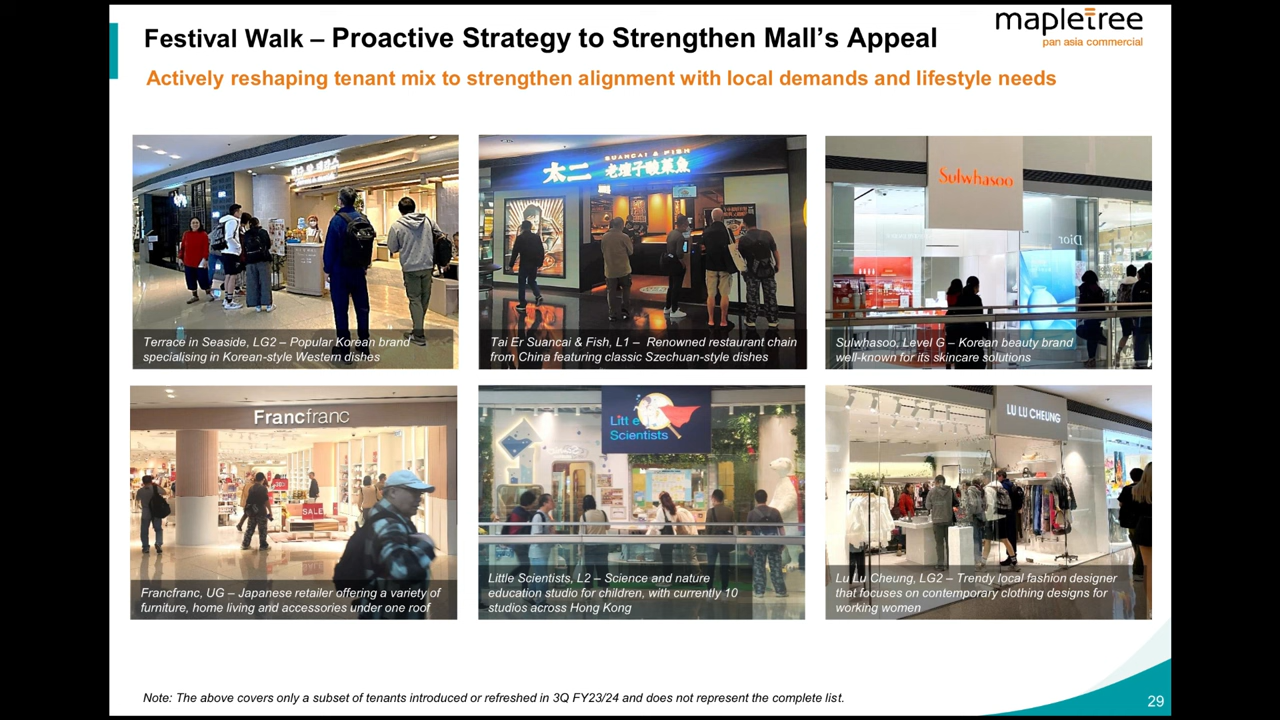 Festival Walk – Proactive Strategy to Strengthen Mall's Appeal
mapletree
pan asia commercial
Actively reshaping tenant mix to strengthen alignment with local demands and lifestyle needs
Terrace in Seaside, LG2 – Popular Korean brand
specialising in Korean-style Western dishes
SUANCAI & FISH
太二 老壇子酸菜魚
Tai Er Suancai & Fish, L1 – Renowned restaurant chain
from China featuring classic Szechuan-style dishes
Sulwhasoo
Dior
Sulwhasoo, Level G – Korean beauty brand
well-known for its skincare solutions
Francfranc
SALE
Francfranc, UG – Japanese retailer offering a variety of
furniture, home living and accessories under one roof
Litt e
Scientists
Little Scientists, L2 – Science and nature
education studio for children, with currently 10
studios across Hong Kong
LU LU CHEUNG
Lu Lu Cheung, LG2 – Trendy local fashion designer
that focuses on contemporary clothing designs for
working women
Note: The above covers only a subset of tenants introduced or refreshed in 3Q FY23/24 and does not represent the complete list.
29